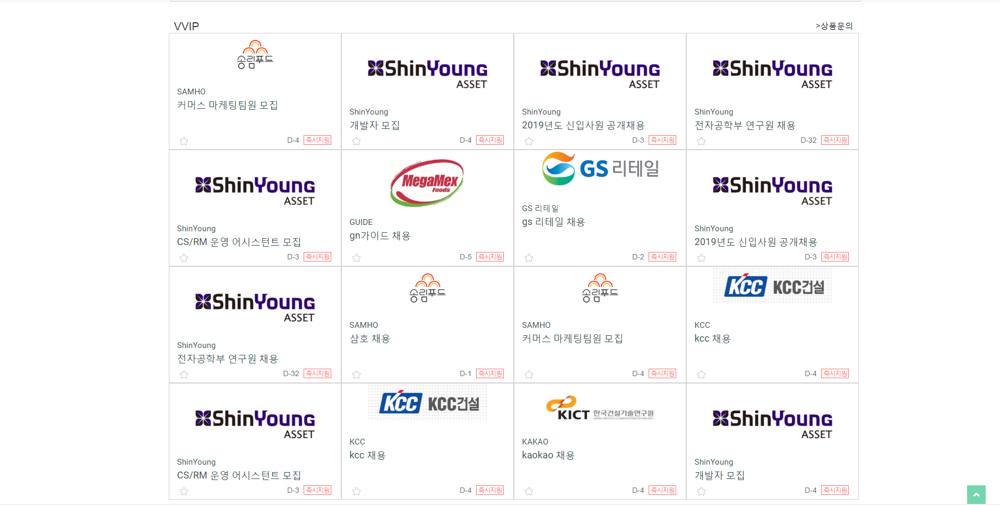 VVIP
>상품문의
송림푸드
SAMHO
커머스 마케팅팀원 모집
D-4 즉시지원
ShinYoung
ASSET
ShinYoung
개발자 모집
D-4 즉시지원
ShinYoung
ASSET
ShinYoung
2019년도 신입사원 공개채용
D-3 즉시지원
ShinYoung
ASSET
ShinYoung
전자공학부 연구원 채용
D-32 즉시지원
ShinYoung
ASSET
ShinYoung
CS/RM 운영 어시스턴트 모집
D-3 즉시지원
MegaMex
Foods
GUIDE
gn가이드 채용
D-5 즉시지원
GS 리테일
GS 리테일
gs 리테일 채용
D-2 즉시지원
ShinYoung
ASSET
ShinYoung
2019년도 신입사원 공개채용
D-3 즉시지원
ShinYoung
ASSET
ShinYoung
전자공학부 연구원 채용
D-32 즉시지원
송림푸드
SAMHO
삼호 채용
D-1 즉시지원
송림푸드
SAMHO
커머스 마케팅팀원 모집
D-4 즉시지원
KCC KCC건설
KCC
kcc 채용
D-4 즉시지원
ShinYoung
ASSET
ShinYoung
CS/RM 운영 어시스턴트 모집
D-3 즉시지원
KCC KCC건설
KCC
kcc 채용
D-4 즉시지원
KICT 한국건설기술연구원
KOREA INSTITUTE of CONSTRUCTION TECHNOLOGY
KAKAO
kaokao 채용
D-4 즉시지원
ShinYoung
ASSET
ShinYoung
개발자 모집
D-4 즉시지원